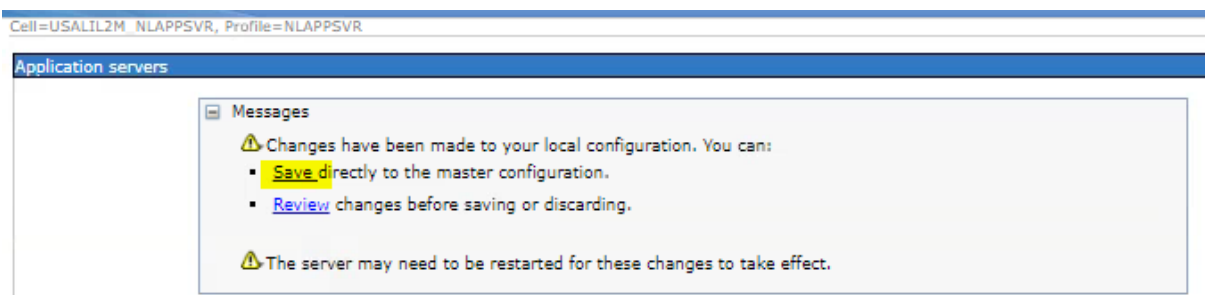 Cell=USALIL2M_NLAPPSVR, Profile=NLAPPSVR
Application servers
Messages
Changes have been made to your local configuration. You can:
Save directly to the master configuration.
Review changes before saving or discarding.
The server may need to be restarted for these changes to take effect.